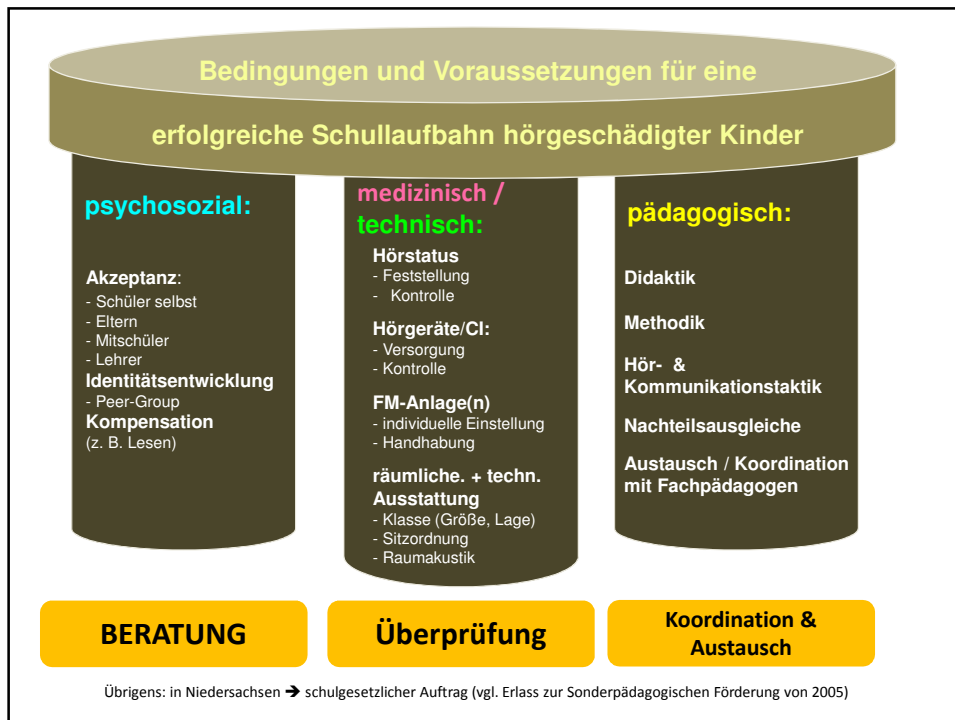 Bedingungen und Voraussetzungen für eine
erfolgreiche Schullaufbahn hörgeschädigter Kinder
psychosozial:
Akzeptanz:
- Schüler selbst
- Eltern
- Mitschüler
- Lehrer
Identitätsentwicklung
- Peer-Group
Kompensation
(z. B. Lesen)
medizinisch /
technisch:
Hörstatus
- Feststellung
- Kontrolle
Hörgeräte/CI:
- Versorgung
- Kontrolle
FM-Anlage(n)
- individuelle Einstellung
- Handhabung
räumliche. + techn.
Ausstattung
- Klasse (Größe, Lage)
- Sitzordnung
- Raumakustik
pädagogisch:
Didaktik
Methodik
Hör- &
Kommunikationstaktik
Nachteilsausgleiche
Austausch / Koordination
mit Fachpädagogen
BERATUNG
Überprüfung
Koordination &
Austausch
Übrigens: in Niedersachsen ➔ schulgesetzlicher Auftrag (vgl. Erlass zur Sonderpädagogischen Förderung von 2005)